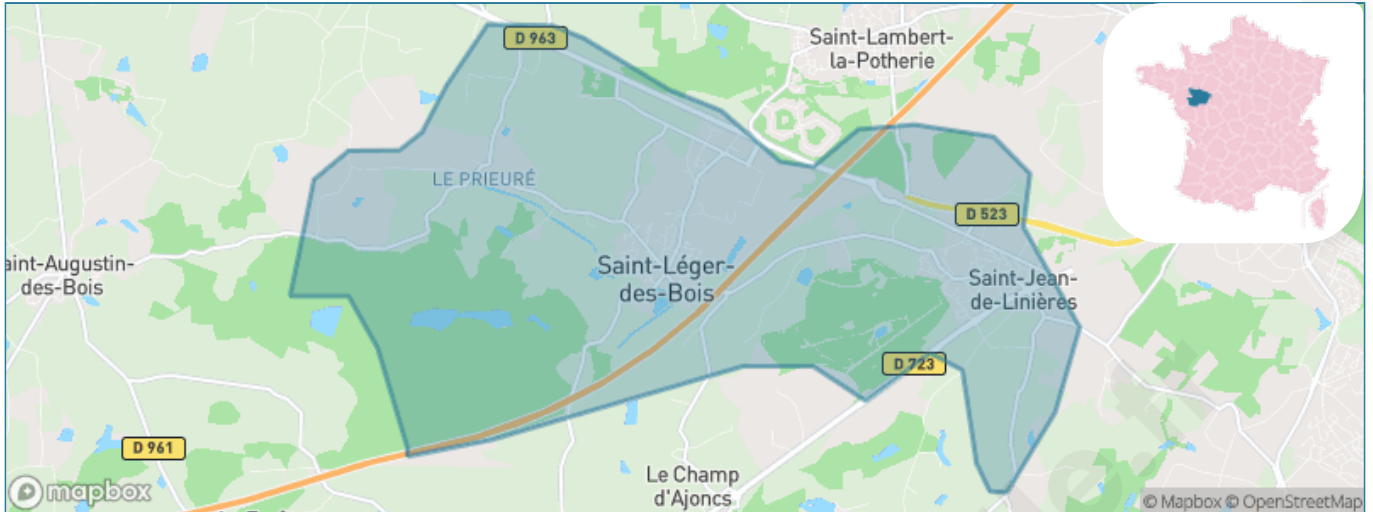 D 963
Saint-Lambert-
la-Potherie
LE PRIEURÉ
D 523
aint-Augustin-
des-Bois
Saint-Léger-
des-Bois
Saint-Jean-
de-Linières
D 723
D 961
Le Champ
d'Ajoncs
mapbox
© Mapbox © OpenStreetMap